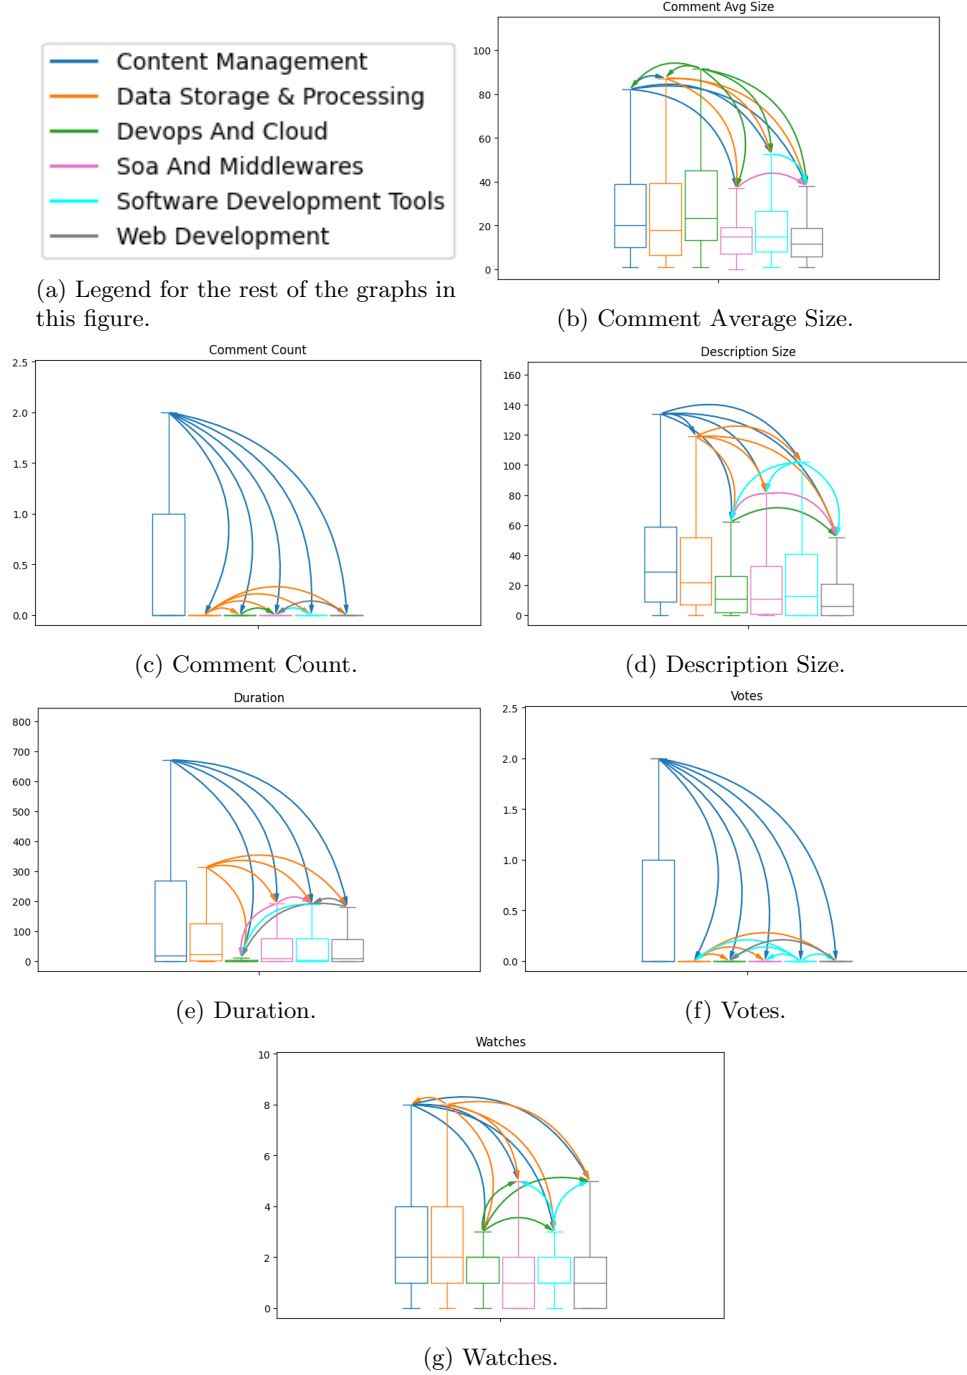 Content Management
Data Storage & Processing
Devops And Cloud
Soa And Middlewares
Software Development Tools
Web Development
(a) Legend for the rest of the graphs in
this figure.
Comment Avg Size
100
80
60
40
20
0
(b) Comment Average Size.
Comment Count
2.5
2.0
1.5
1.0
0.5
0.0
(c) Comment Count.
Description Size
160
140
120
100
80
60
40
20
0
(d) Description Size.
Duration
800
700
600
500
400
300
200
100
0
(e) Duration.
Votes
2.5
2.0
1.5
1.0
0.5
0.0
(f) Votes.
Watches
10
8
6
4
2
0
(g) Watches.